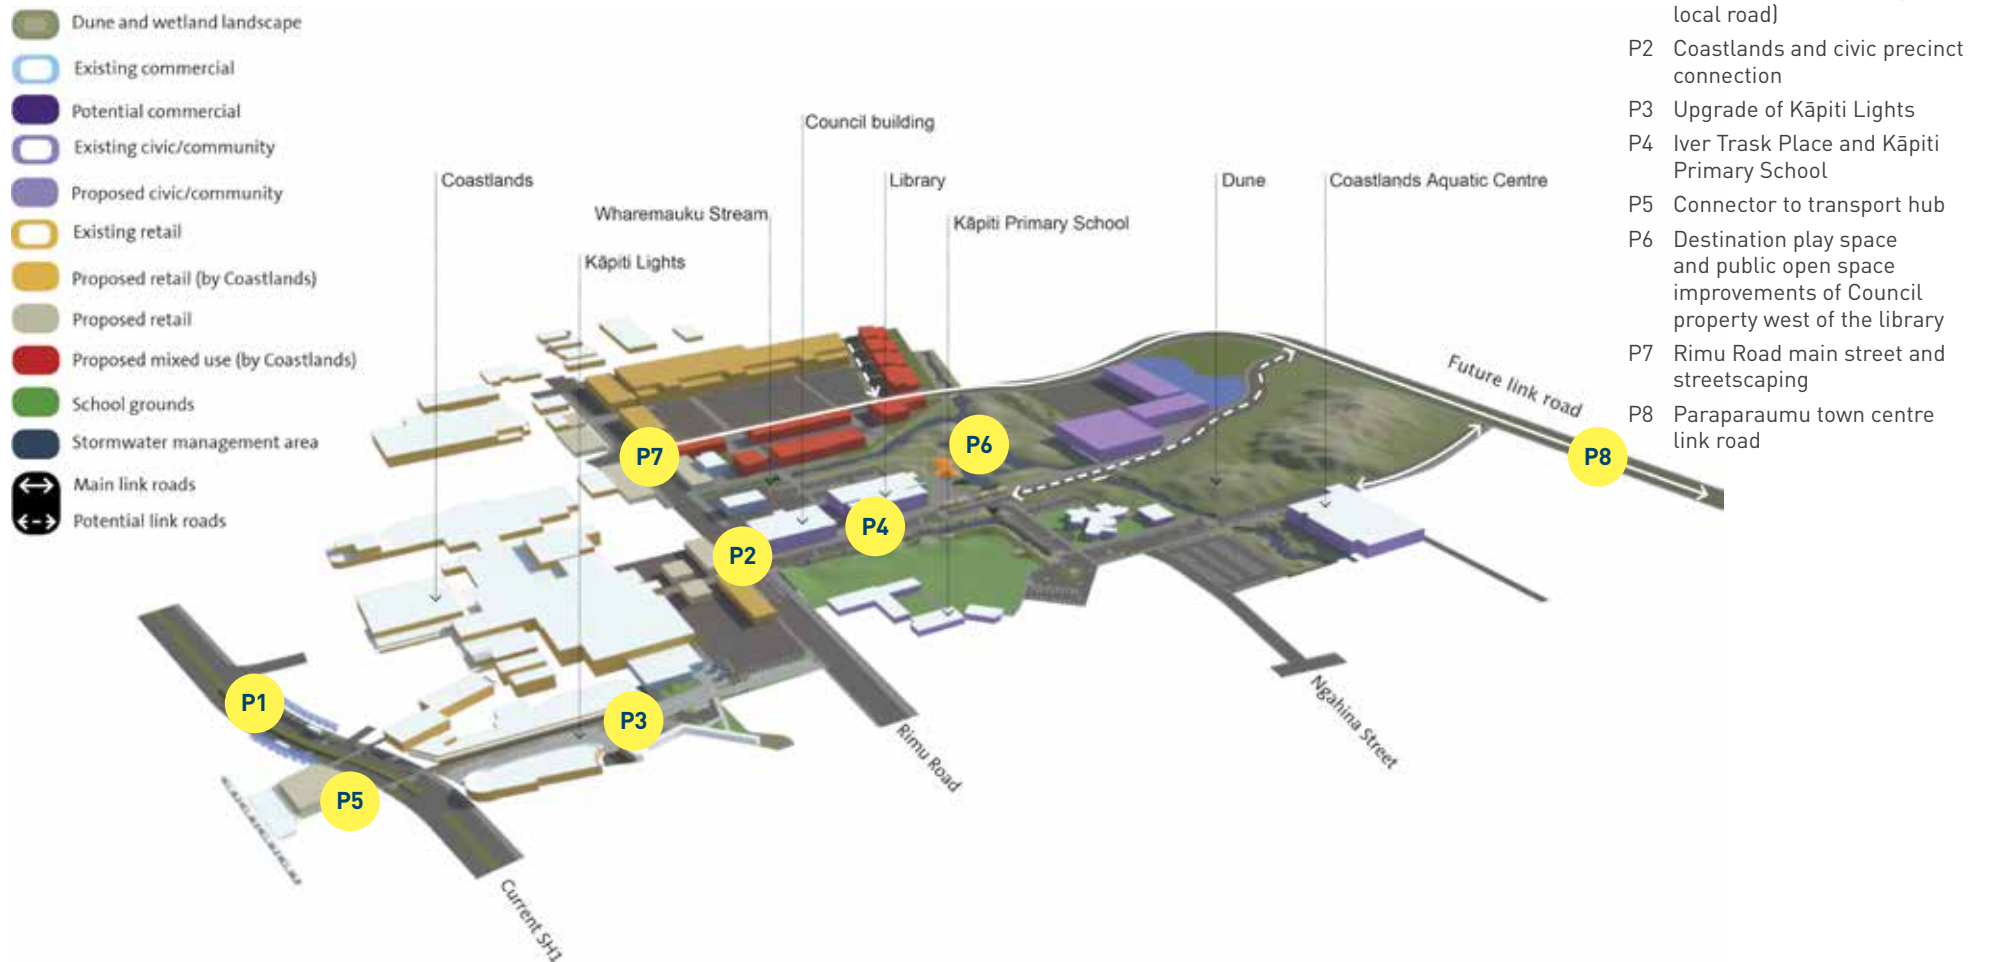 Dune and wetland landscape
Existing commercial
Potential commercial
Existing civic/community
Proposed civic/community
Existing retail
Proposed retail (by Coastlands)
Proposed retail
Proposed mixed use (by Coastlands)
School grounds
Stormwater management area
Main link roads
Potential link roads
Council building
Coastlands
Library
Dune
Coastlands Aquatic Centre
Wharemauku Stream
Kāpiti Primary School
Kāpiti Lights
Future link road
P7
P6
P8
P4
P2
P1
P3
P5
Rimu Road
Ngahina Street
Current SH1
local road)
P2 Coastlands and civic precinct
connection
P3 Upgrade of Kāpiti Lights
P4 Iver Trask Place and Kāpiti
Primary School
P5 Connector to transport hub
P6 Destination play space
and public open space
improvements of Council
property west of the library
P7 Rimu Road main street and
streetscaping
P8 Paraparaumu town centre
link road